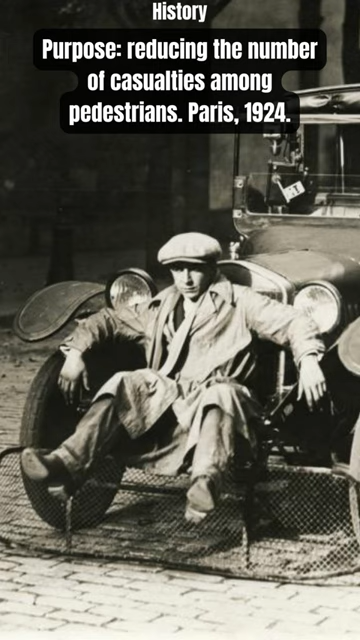 History
Purpose: reducing the number
of casualties among
pedestrians. Paris, 1924.